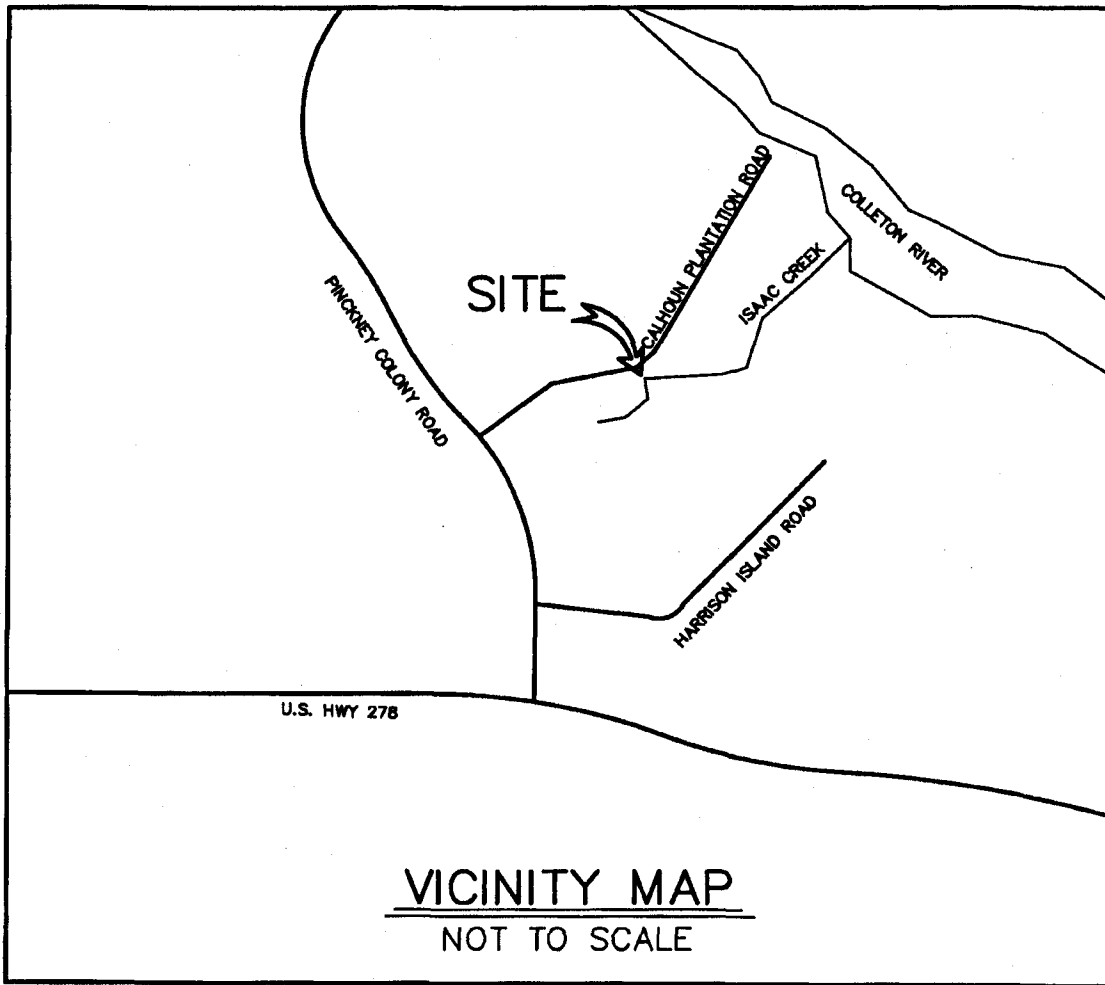 CALHOUN PLANTATION ROAD
COLLETON RIVER
ISAAC CREEK
SITE
PINCKNEY COLONY ROAD
HARRISON ISLAND ROAD
U.S. HWY 278
VICINITY MAP
NOT TO SCALE